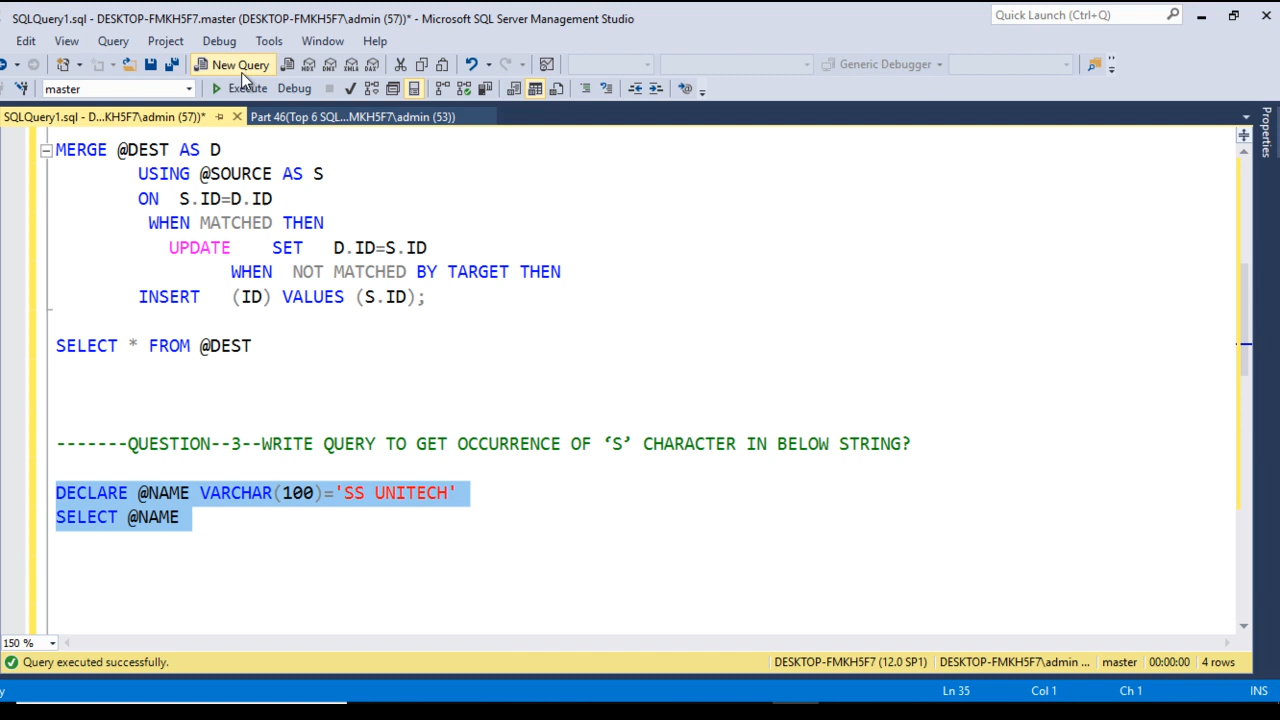 SQLQuery1.sql - DESKTOP-FMKH5F7.master (DESKTOP-FMKH5F7\admin (57))* - Microsoft SQL Server Management Studio
Quick Launch (Ctrl+Q)
Edit View Query Project Debug Tools Window Help
New Query
Generic Debugger
master
Execute Debug
SQLQuery1.sql - D...KH5F7\admin (57))*
Part 46(Top 6 SQL...MKH5F7\admin (53))
Properties
MERGE @DEST AS D
USING @SOURCE AS S
ON S.ID=D.ID
WHEN MATCHED THEN
UPDATE SET D.ID=S.ID
WHEN NOT MATCHED BY TARGET THEN
INSERT (ID) VALUES (S.ID);
SELECT * FROM @DEST
-------QUESTION--3--WRITE QUERY TO GET OCCURRENCE OF ‘S’ CHARACTER IN BELOW STRING?
DECLARE @NAME VARCHAR(100)='SS UNITECH'
SELECT @NAME
150 %
Query executed successfully.
DESKTOP-FMKH5F7 (12.0 SP1) DESKTOP-FMKH5F7\admin ... master 00:00:00 4 rows
Ln 35 Col 1 Ch 1 INS